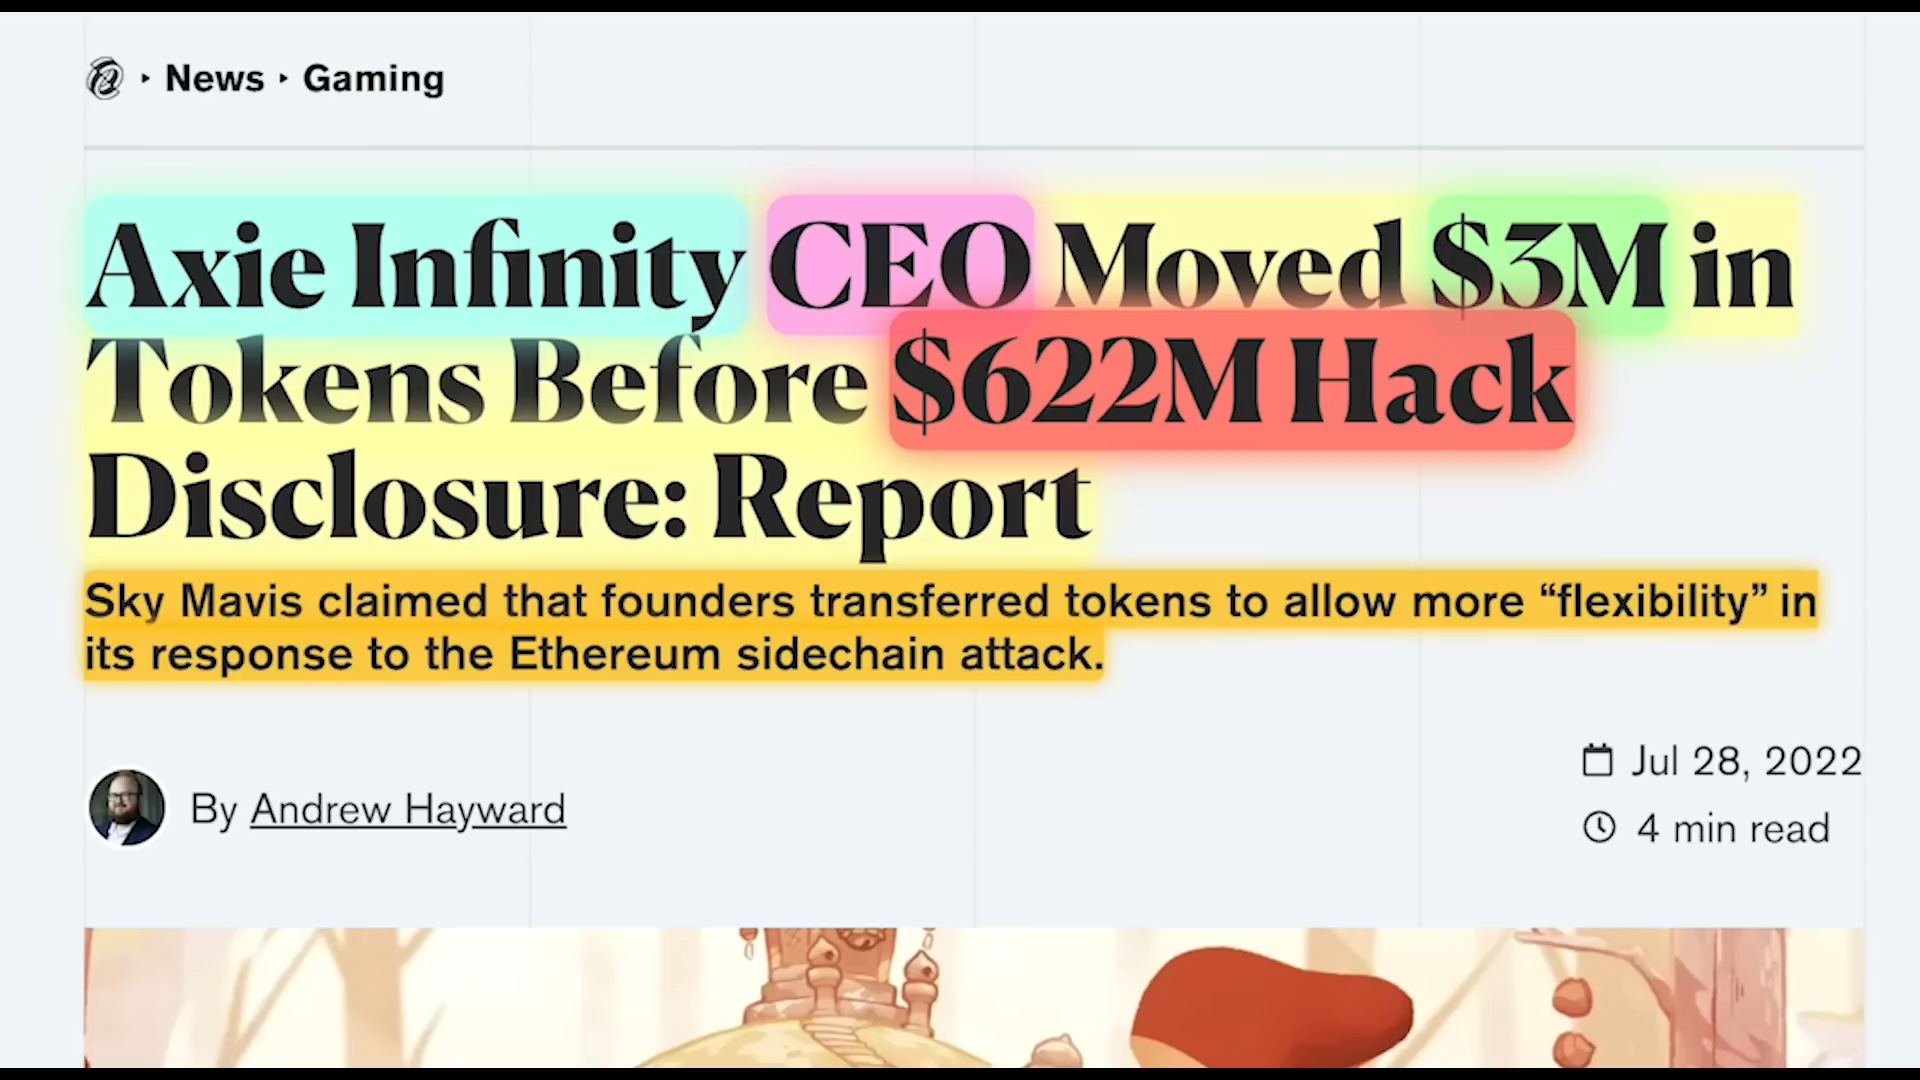 News ‣ Gaming
Axie Infinity CEO Moved $3M in
Tokens Before $622M Hack
Disclosure: Report
Sky Mavis claimed that founders transferred tokens to allow more “flexibility” in
its response to the Ethereum sidechain attack.
By Andrew Hayward
Jul 28, 2022
4 min read